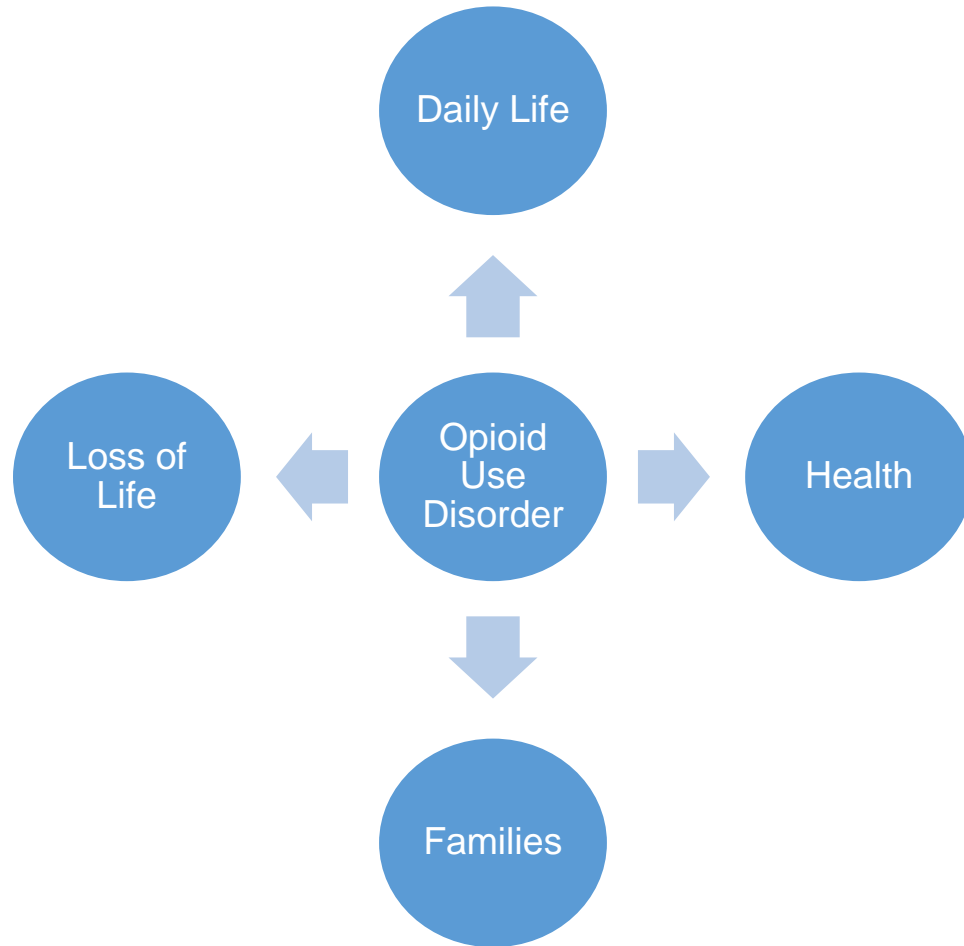 Daily Life
Loss of
Life
Opioid
Use
Disorder
Health
Families